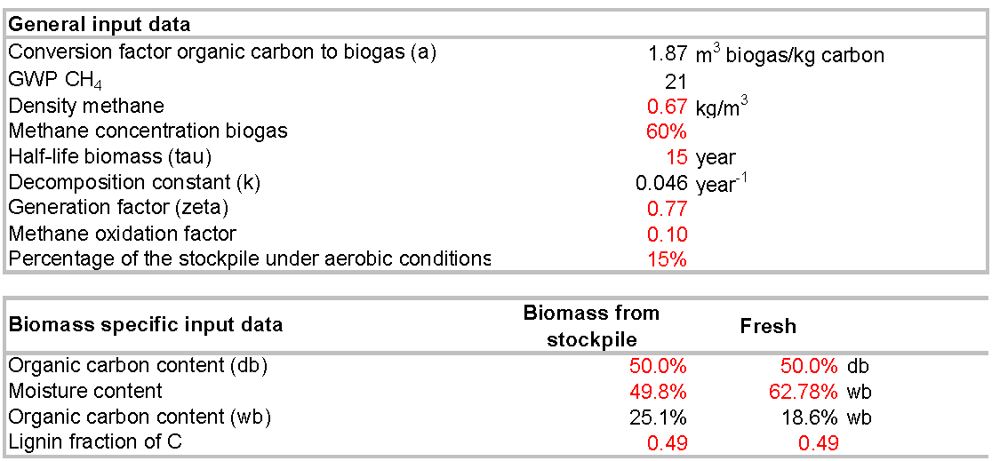 General input data
Conversion factor organic carbon to biogas (a) 1.87 m³ biogas/kg carbon
GWP CH₄ 21
Density methane 0.67 kg/m³
Methane concentration biogas 60%
Half-life biomass (tau) 15 year
Decomposition constant (k) 0.046 year⁻¹
Generation factor (zeta) 0.77
Methane oxidation factor 0.10
Percentage of the stockpile under aerobic conditions 15%
Biomass specific input data Biomass from stockpile Fresh
Organic carbon content (db) 50.0% 50.0% db
Moisture content 49.8% 62.78% wb
Organic carbon content (wb) 25.1% 18.6% wb
Lignin fraction of C 0.49 0.49